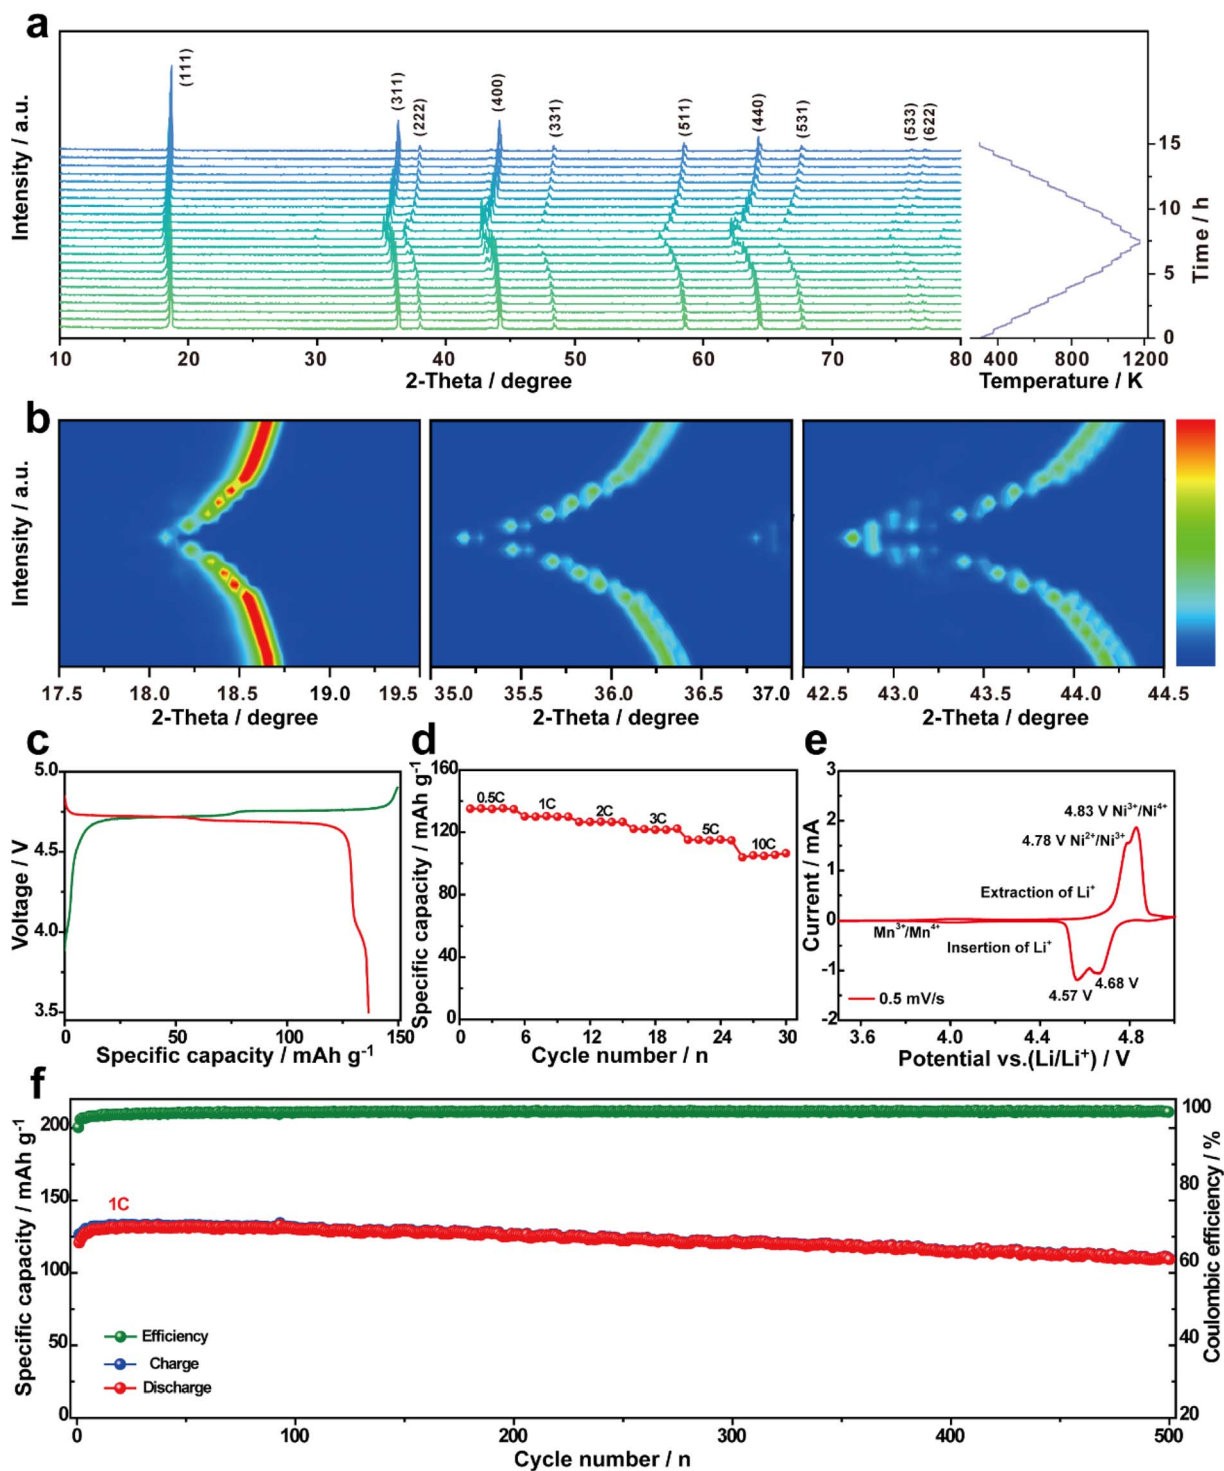 a
Intensity / a.u.
(111)
(311)
(222)
(400)
(331)
(511)
(440)
(531)
(533)
(622)
10 20 30 40 50 60 70 80
2-Theta / degree
15
10
5
0
Time / h
300 800 1200
Temperature / K
b
Intensity / a.u.
17.5 18.0 18.5 19.0 19.5
2-Theta / degree
35.0 35.5 36.0 36.5 37.0
2-Theta / degree
42.5 43.0 43.5 44.0 44.5
2-Theta / degree
c
Voltage / V
5.0
4.5
4.0
3.5
0 50 100 150
Specific capacity / mAh g⁻¹
d
Specific capacity / mAh g⁻¹
160
120
80
40
0
0.5C 1C 2C 3C 5C 10C
0 6 12 18 24 30
Cycle number / n
e
Current / mA
3
2
1
0
-1
-2
4.83 V Ni³⁺/Ni⁴⁺
4.78 V Ni²⁺/Ni³⁺
Extraction of Li⁺
Mn³⁺/Mn⁴⁺
Insertion of Li⁺
4.68 V
4.57 V
0.5 mV/s
3.6 4.0 4.4 4.8
Potential vs.(Li/Li⁺) / V
f
Specific capacity / mAh g⁻¹
200
150
100
50
0
1C
Efficiency
Charge
Discharge
100
80
60
40
20
Coulombic efficiency / %
0 100 200 300 400 500
Cycle number / n